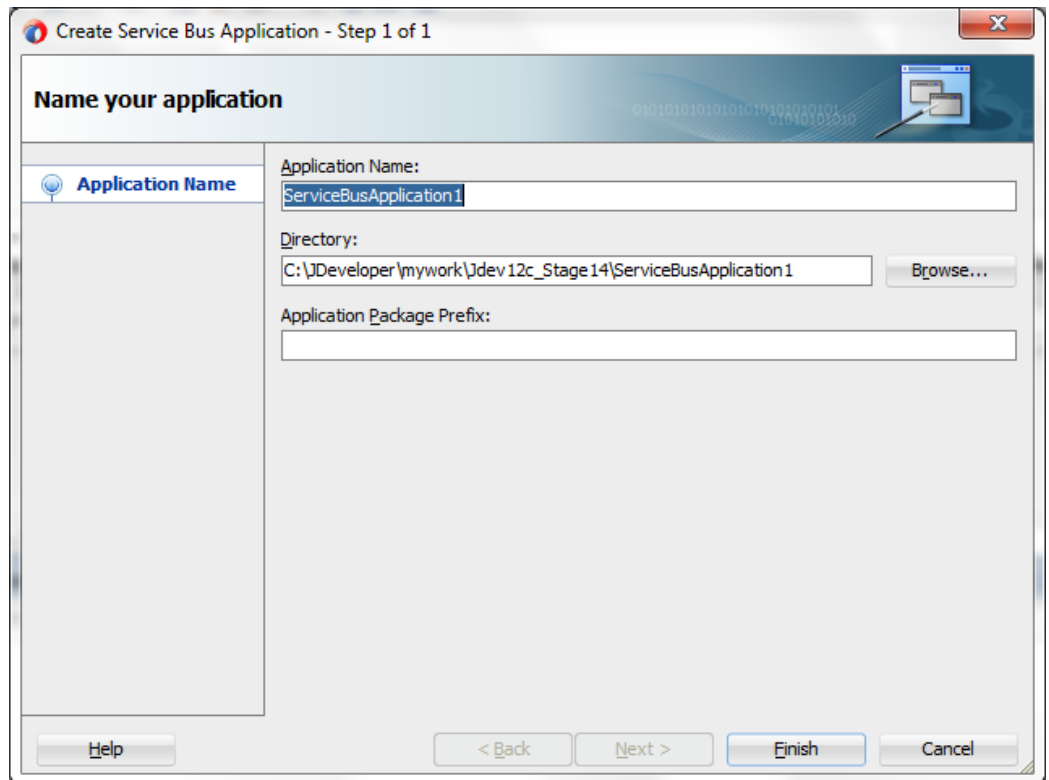 Create Service Bus Application - Step 1 of 1
Name your application
Application Name
Application Name:
ServiceBusApplication1
Directory:
C:\JDeveloper\mywork\Jdev12c_Stage14\ServiceBusApplication1
Browse...
Application Package Prefix:
Help
< Back
Next >
Finish
Cancel